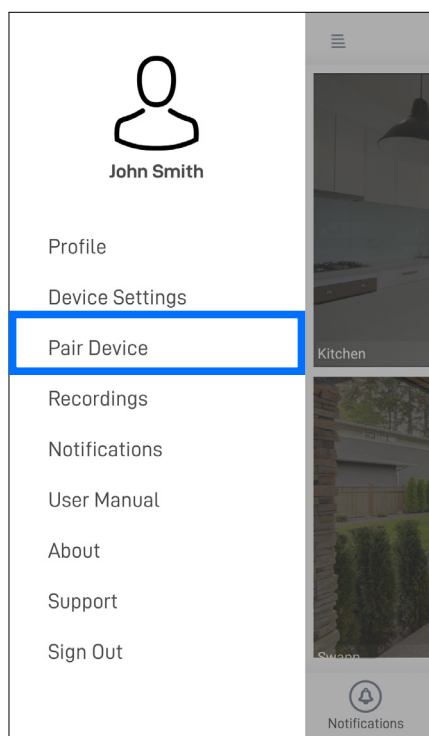 John Smith
Profile
Device Settings
Pair Device
Recordings
Notifications
User Manual
About
Support
Sign Out
Kitchen
Swann
Notifications